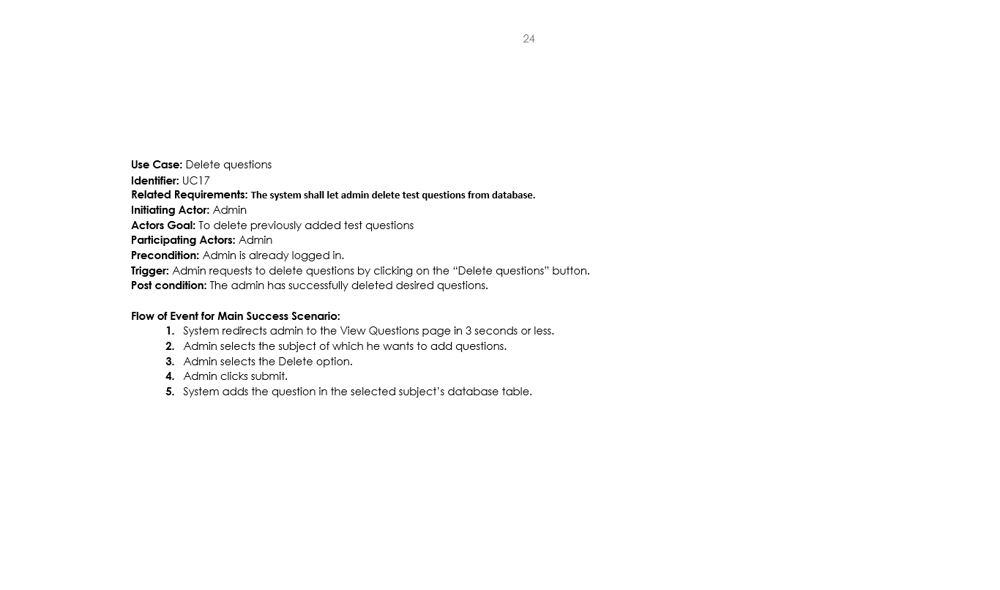 24
Use Case: Delete questions
Identifier: UC17
Related Requirements: The system shall let admin delete test questions from database.
Initiating Actor: Admin
Actors Goal: To delete previously added test questions
Participating Actors: Admin
Precondition: Admin is already logged in.
Trigger: Admin requests to delete questions by clicking on the “Delete questions” button.
Post condition: The admin has successfully deleted desired questions.
Flow of Event for Main Success Scenario:
1. System redirects admin to the View Questions page in 3 seconds or less.
2. Admin selects the subject of which he wants to add questions.
3. Admin selects the Delete option.
4. Admin clicks submit.
5. System adds the question in the selected subject’s database table.